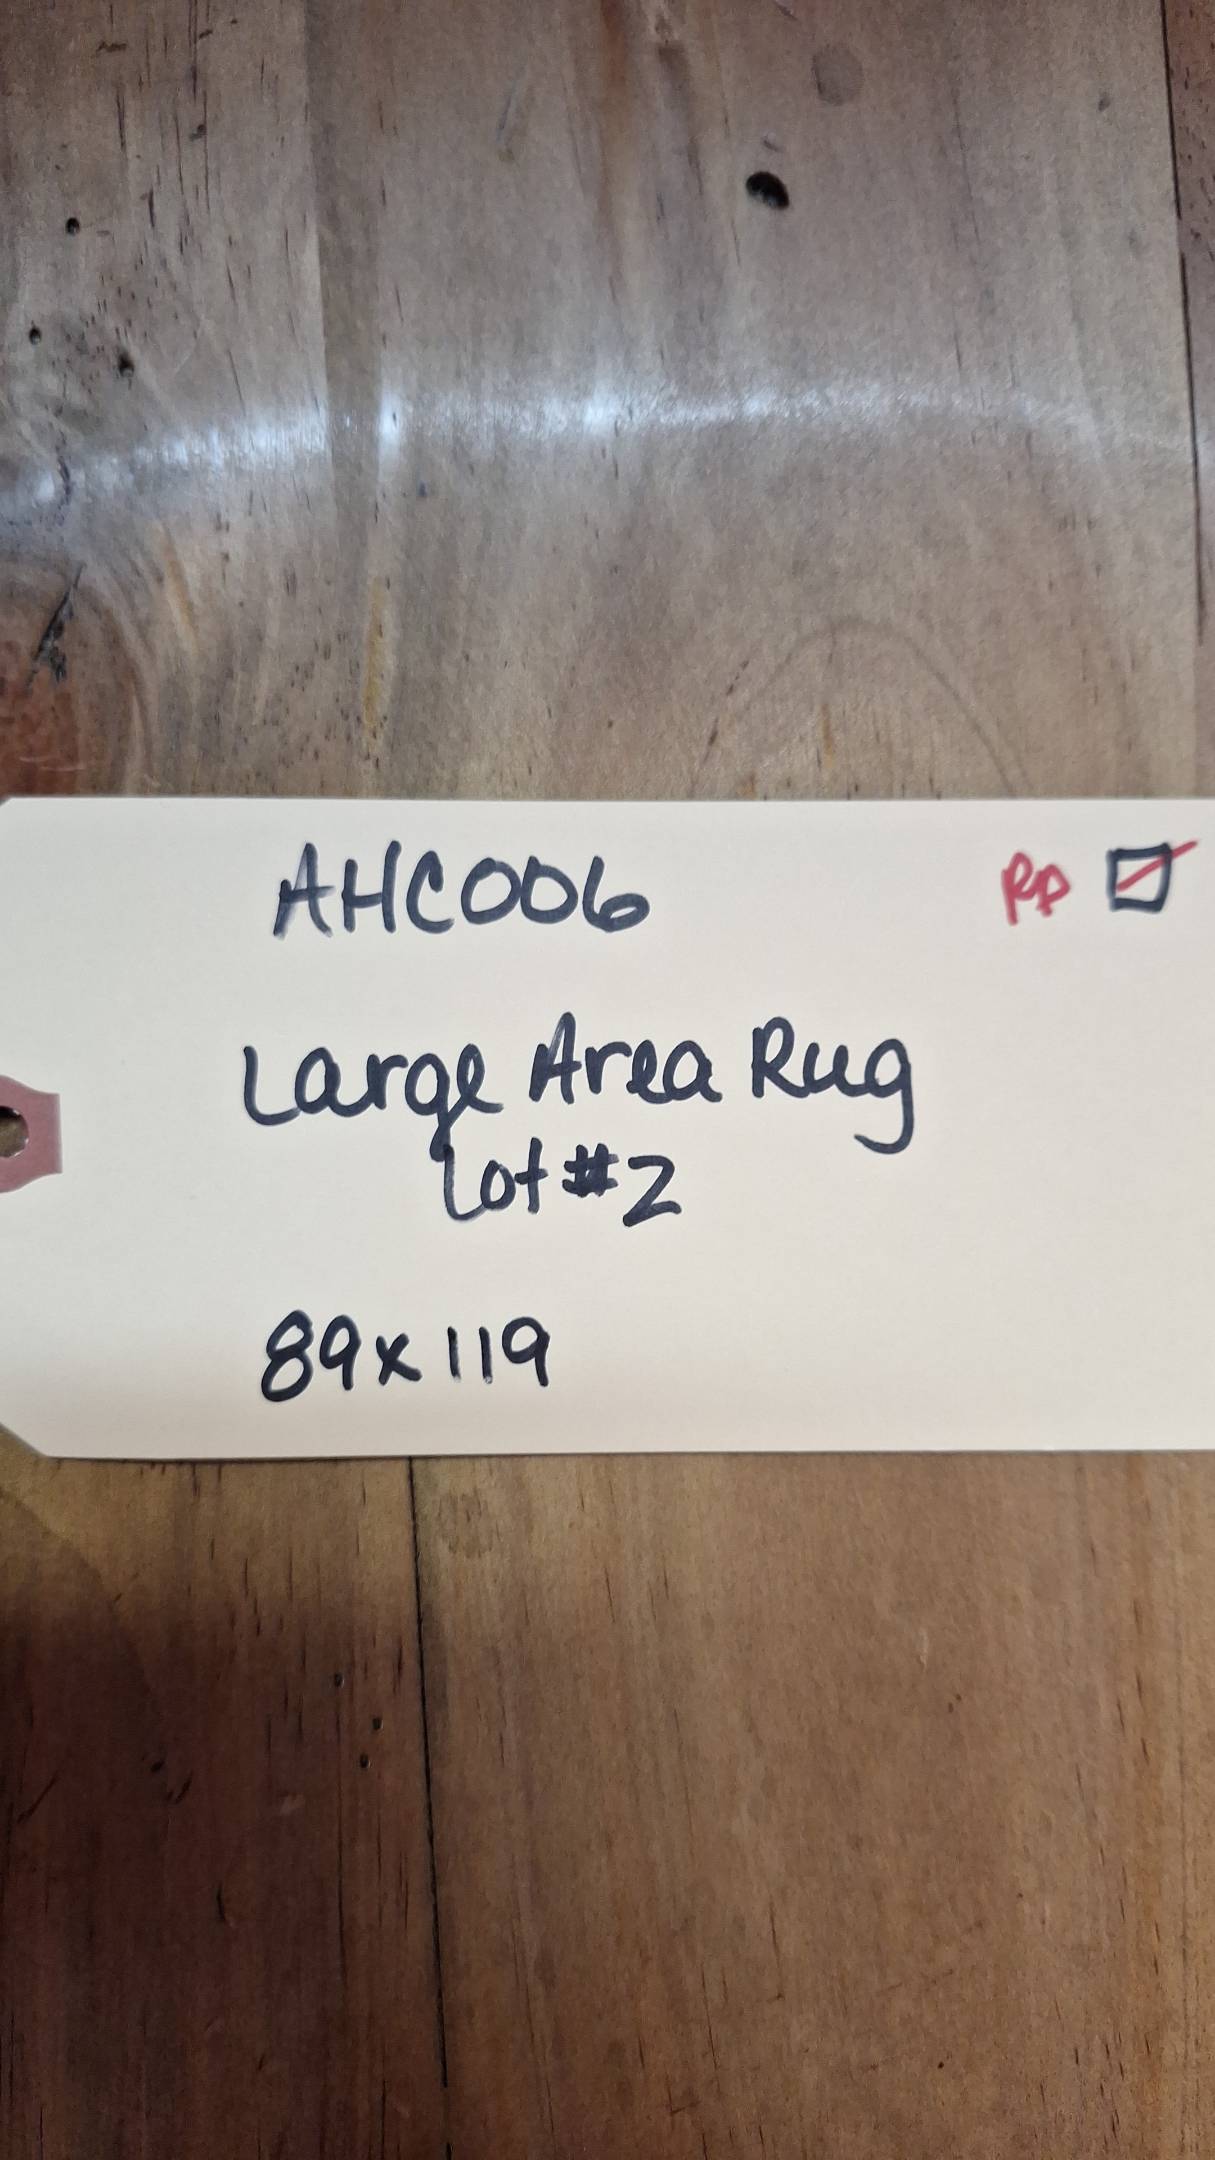 AHC006 RP
Large Area Rug
Lot #2
89x119